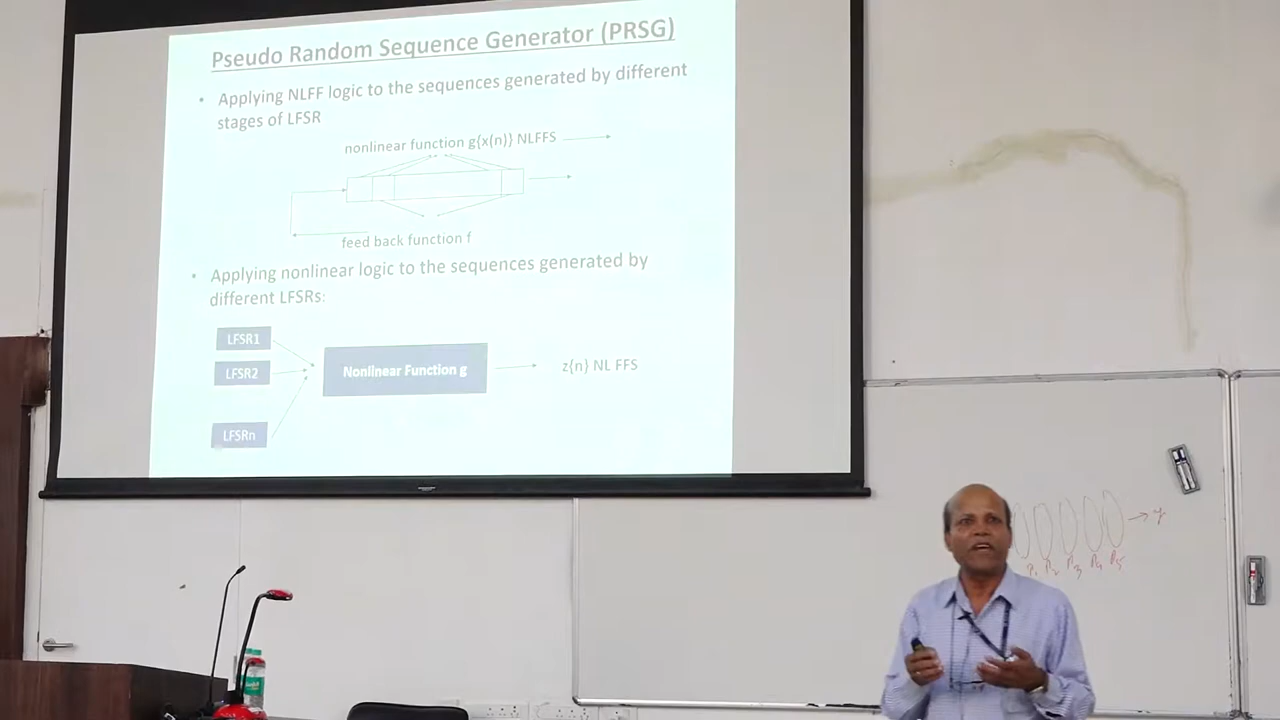 Pseudo Random Sequence Generator (PRSG)
• Applying NLFF logic to the sequences generated by different
stages of LFSR
nonlinear function g{x(n)} NLFFS
feed back function f
• Applying nonlinear logic to the sequences generated by
different LFSRs:
LFSR1
LFSR2
LFSRn
Nonlinear Function g
z{n} NL FFS